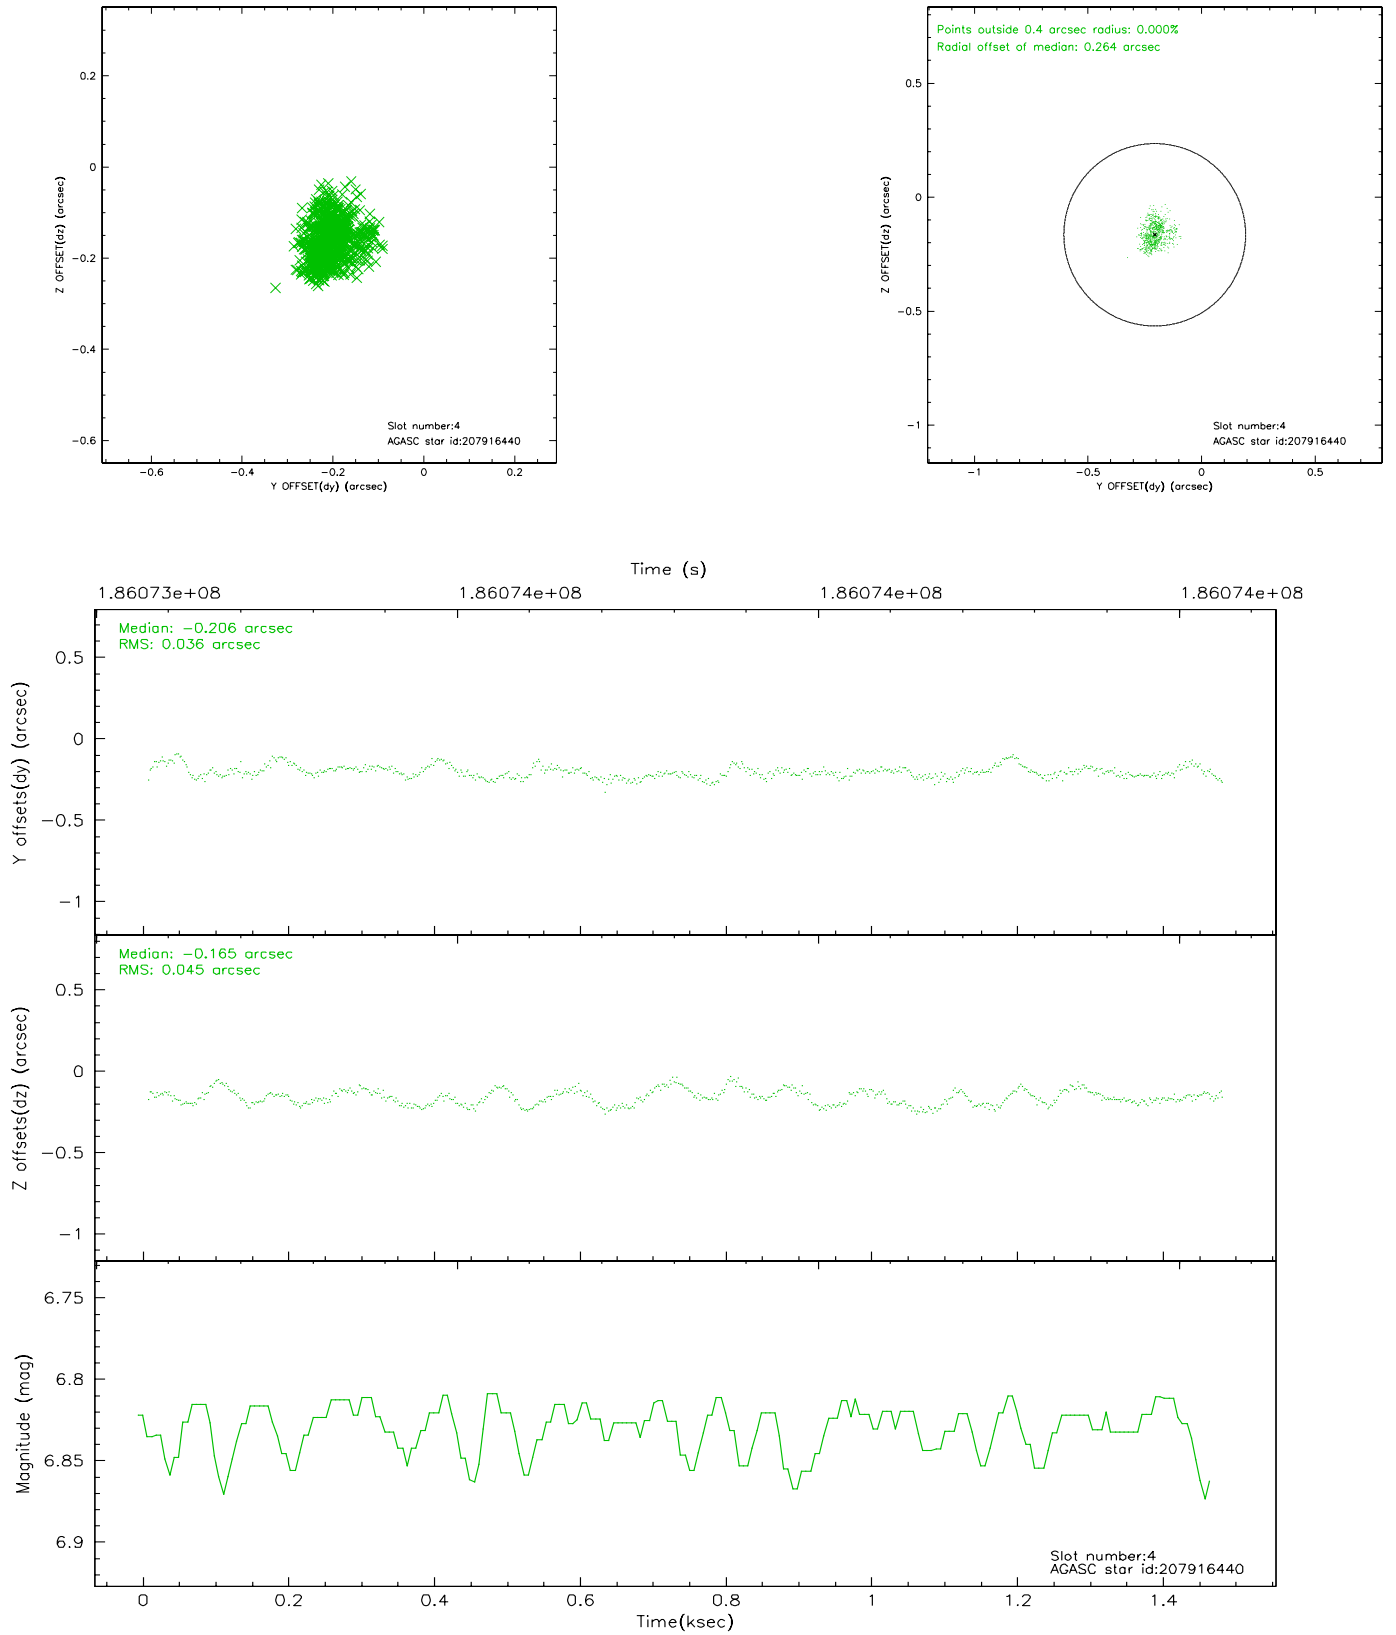 0.2
0
-0.2
-0.4
-0.6
Z OFFSET(dz) (arcsec)
Slot number:4
AGASC star id:207916440
-0.6 -0.4 -0.2 0 0.2
Y OFFSET(dy) (arcsec)
Points outside 0.4 arcsec radius: 0.000%
Radial offset of median: 0.264 arcsec
0.5
0
-0.5
-1
Z OFFSET(dz) (arcsec)
Slot number:4
AGASC star id:207916440
-1 -0.5 0 0.5
Y OFFSET(dy) (arcsec)
Time (s)
1.86073e+08 1.86074e+08 1.86074e+08 1.86074e+08
Median: -0.206 arcsec
RMS: 0.036 arcsec
0.5
0
-0.5
-1
Y offsets(dy) (arcsec)
Median: -0.165 arcsec
RMS: 0.045 arcsec
0.5
0
-0.5
-1
Z offsets(dz) (arcsec)
6.75
6.8
6.85
6.9
Magnitude (mag)
Slot number:4
AGASC star id:207916440
0 0.2 0.4 0.6 0.8 1 1.2 1.4
Time(ksec)